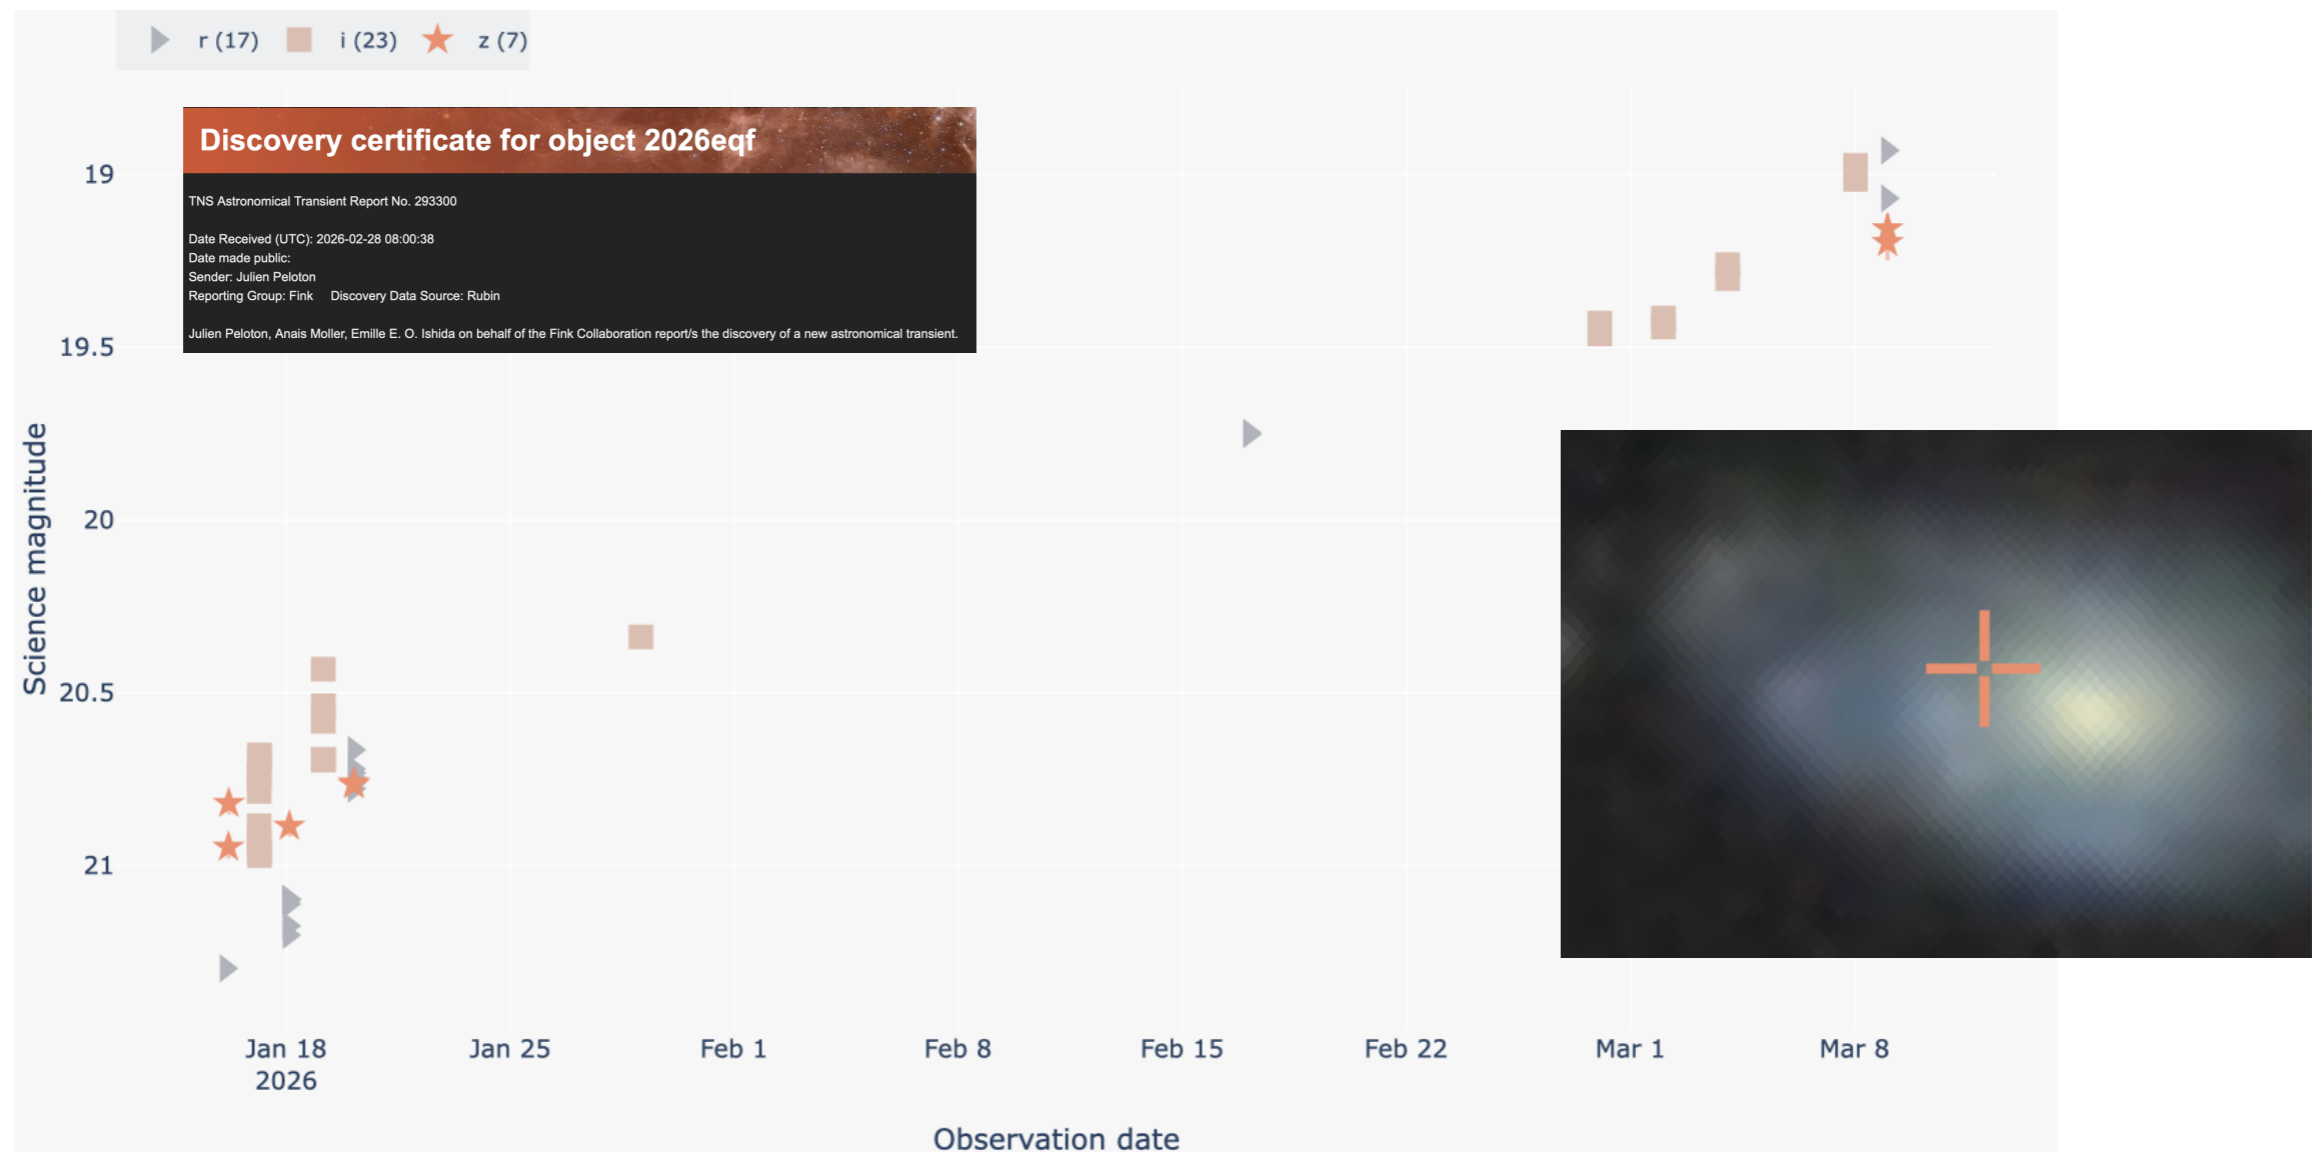 r (17) i (23) z (7)
Discovery certificate for object 2026eqf
TNS Astronomical Transient Report No. 293300
Date Received (UTC): 2026-02-28 08:00:38
Date made public:
Sender: Julien Peloton
Reporting Group: Fink Discovery Data Source: Rubin
Julien Peloton, Anais Moller, Emille E. O. Ishida on behalf of the Fink Collaboration report/s the discovery of a new astronomical transient.
Science magnitude
19
19.5
20
20.5
21
Jan 18 Jan 25 Feb 1 Feb 8 Feb 15 Feb 22 Mar 1 Mar 8
2026
Observation date